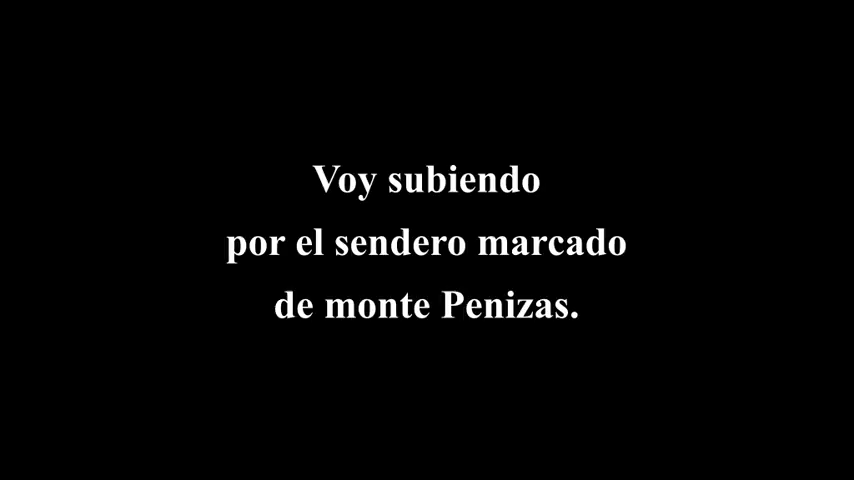 Voy subiendo
por el sendero marcado
de monte Penizas.